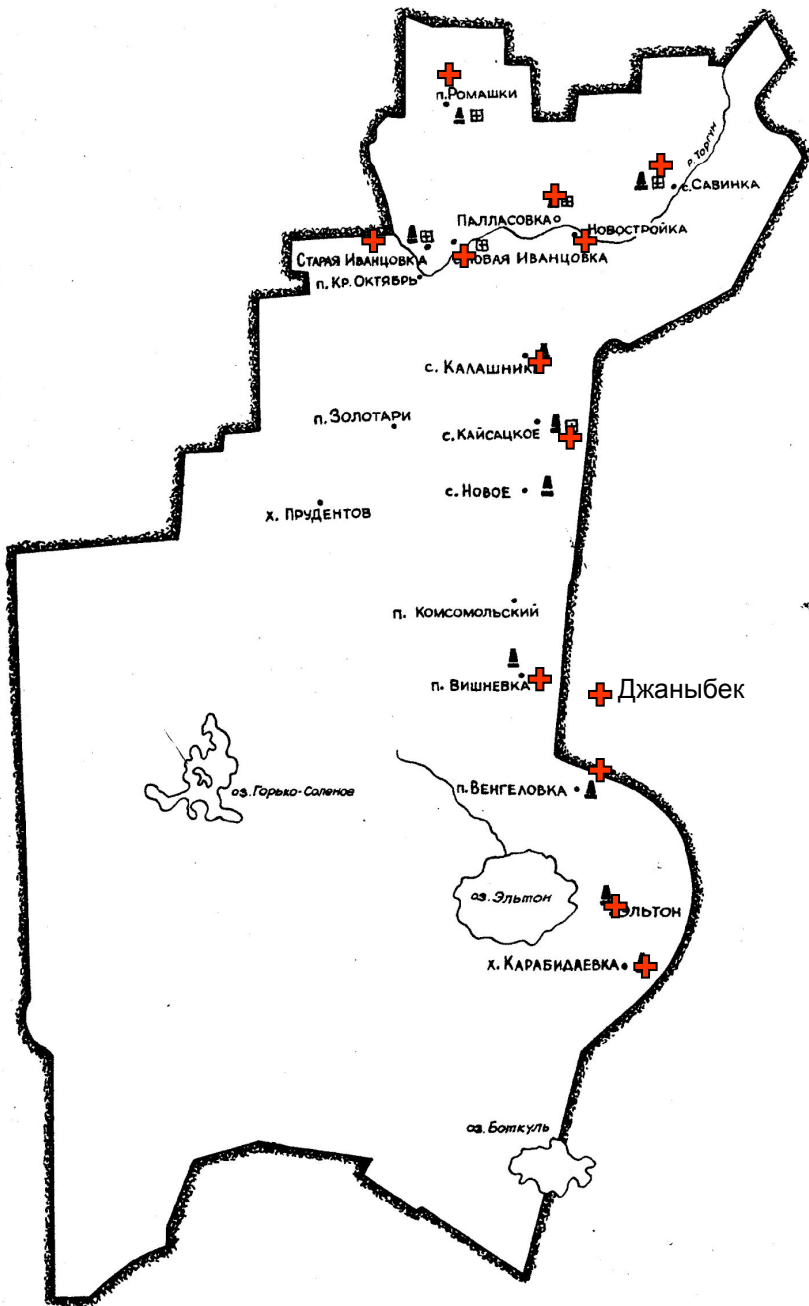 п. Ромашки
р. Торгун
с. Савинка
Палласовка
Новостройка
Старая Иванцовка
Новая Иванцовка
п. Кр. Октябрь
с. Калашник
п. Золотари
с. Кайсацкое
с. Новое
х. Прудентов
п. Комсомольский
п. Вишневка
Джаныбек
оз. Горько-Соленое
п. Венгеловка
оз. Эльтон
Эльтон
х. Карабидаевка
оз. Боткуль